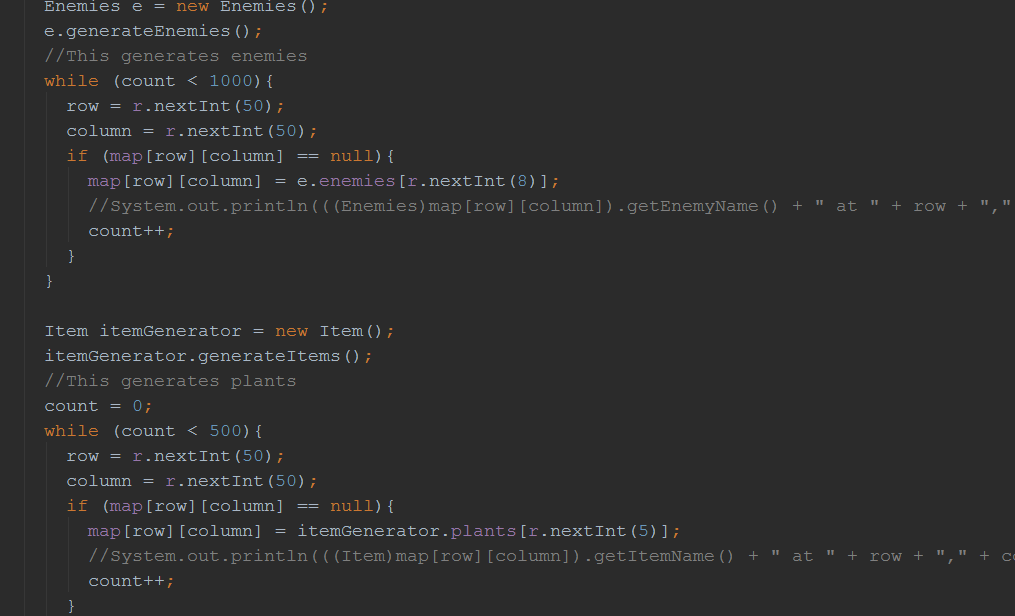 Enemies e = new Enemies();
e.generateEnemies();
//This generates enemies
while (count < 1000){
row = r.nextInt(50);
column = r.nextInt(50);
if (map[row][column] == null){
map[row][column] = e.enemies[r.nextInt(8)];
//System.out.println(((Enemies)map[row][column]).getEnemyName() + " at " + row + ","
count++;
}
}
Item itemGenerator = new Item();
itemGenerator.generateItems();
//This generates plants
count = 0;
while (count < 500){
row = r.nextInt(50);
column = r.nextInt(50);
if (map[row][column] == null){
map[row][column] = itemGenerator.plants[r.nextInt(5)];
//System.out.println(((Item)map[row][column]).getItemName() + " at " + row + "," + co
count++;
}